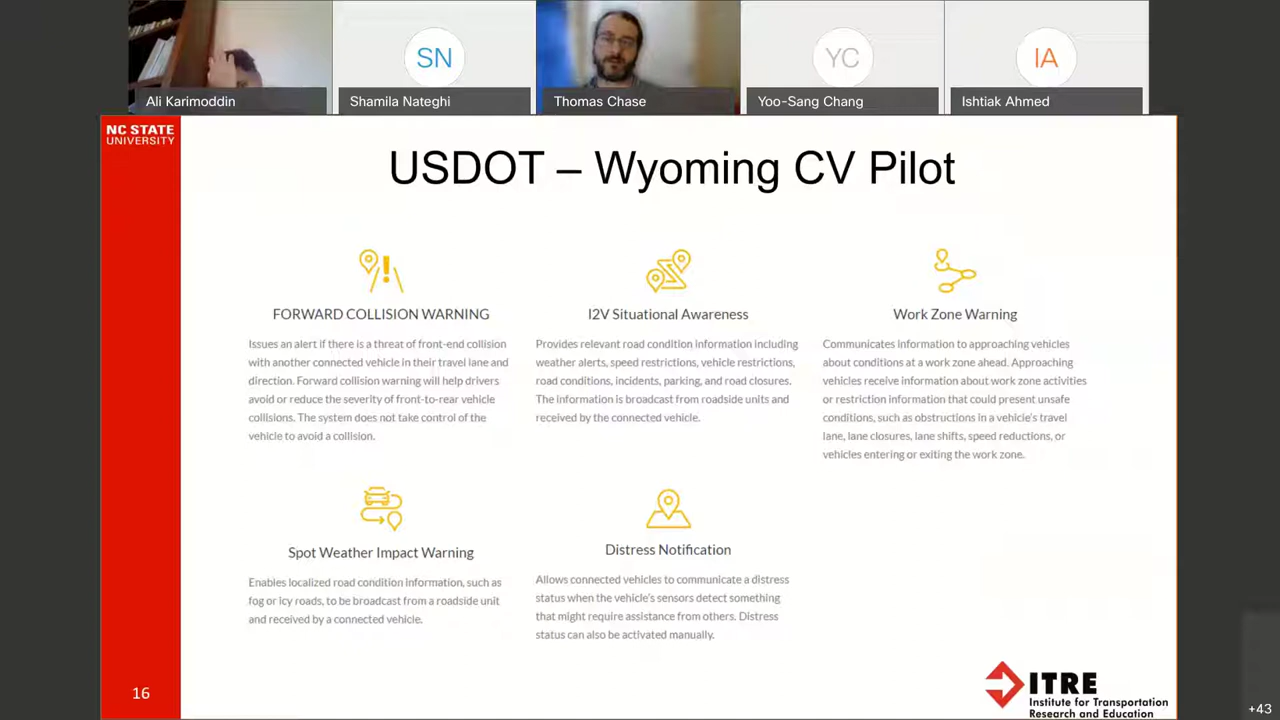 SN
YC
IA
Ali Karimoddin
Shamila Nateghi
Thomas Chase
Yoo-Sang Chang
Ishtiak Ahmed
NC STATE
UNIVERSITY
USDOT – Wyoming CV Pilot
FORWARD COLLISION WARNING
Issues an alert if there is a threat of front-end collision
with another connected vehicle in their travel lane and
direction. Forward collision warning will help drivers
avoid or reduce the severity of front-to-rear vehicle
collisions. The system does not take control of the
vehicle to avoid a collision.
I2V Situational Awareness
Provides relevant road condition information including
weather alerts, speed restrictions, vehicle restrictions,
road conditions, incidents, parking, and road closures.
The information is broadcast from roadside units and
received by the connected vehicle.
Work Zone Warning
Communicates information to approaching vehicles
about conditions at a work zone ahead. Approaching
vehicles receive information about work zone activities
or restriction information that could present unsafe
conditions, such as obstructions in a vehicle's travel
lane, lane closures, lane shifts, speed reductions, or
vehicles entering or exiting the work zone.
Spot Weather Impact Warning
Enables localized road condition information, such as
fog or icy roads, to be broadcast from a roadside unit
and received by a connected vehicle.
Distress Notification
Allows connected vehicles to communicate a distress
status when the vehicle's sensors detect something
that might require assistance from others. Distress
status can also be activated manually.
16
ITRE
Institute for Transportation
Research and Education
+43